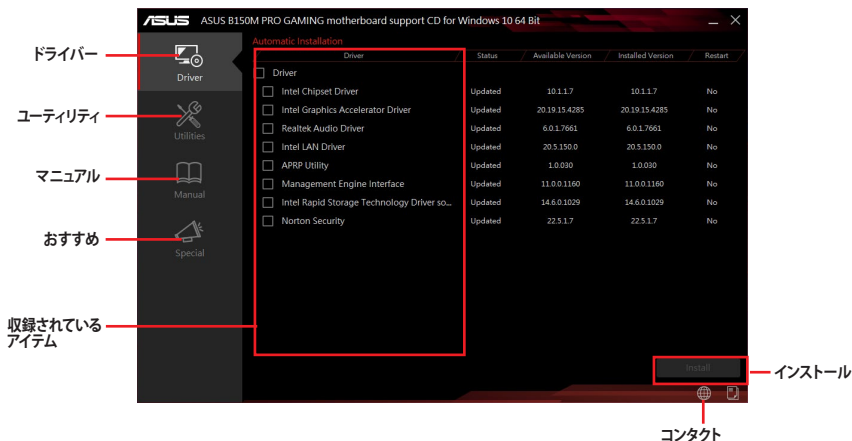 ASUS ASUS B150M PRO GAMING motherboard support CD for Windows 10 64 Bit
Automatic Installation
Driver Status Available Version Installed Version Restart
Driver
Intel Chipset Driver Updated 10.1.1.7 10.1.1.7 No
Intel Graphics Accelerator Driver Updated 20.19.15.4285 20.19.15.4285 No
Realtek Audio Driver Updated 6.0.1.7661 6.0.1.7661 No
Intel LAN Driver Updated 20.5.150.0 20.5.150.0 No
APRP Utility Updated 1.0.030 1.0.030 No
Management Engine Interface Updated 11.0.0.1160 11.0.0.1160 No
Intel Rapid Storage Technology Driver so... Updated 14.6.0.1029 14.6.0.1029 No
Norton Security Updated 22.5.1.7 22.5.1.7 No
ドライバー
Driver
ユーティリティ
Utilities
マニュアル
Manual
おすすめ
Special
収録されている
アイテム
Install
インストール
コンタクト